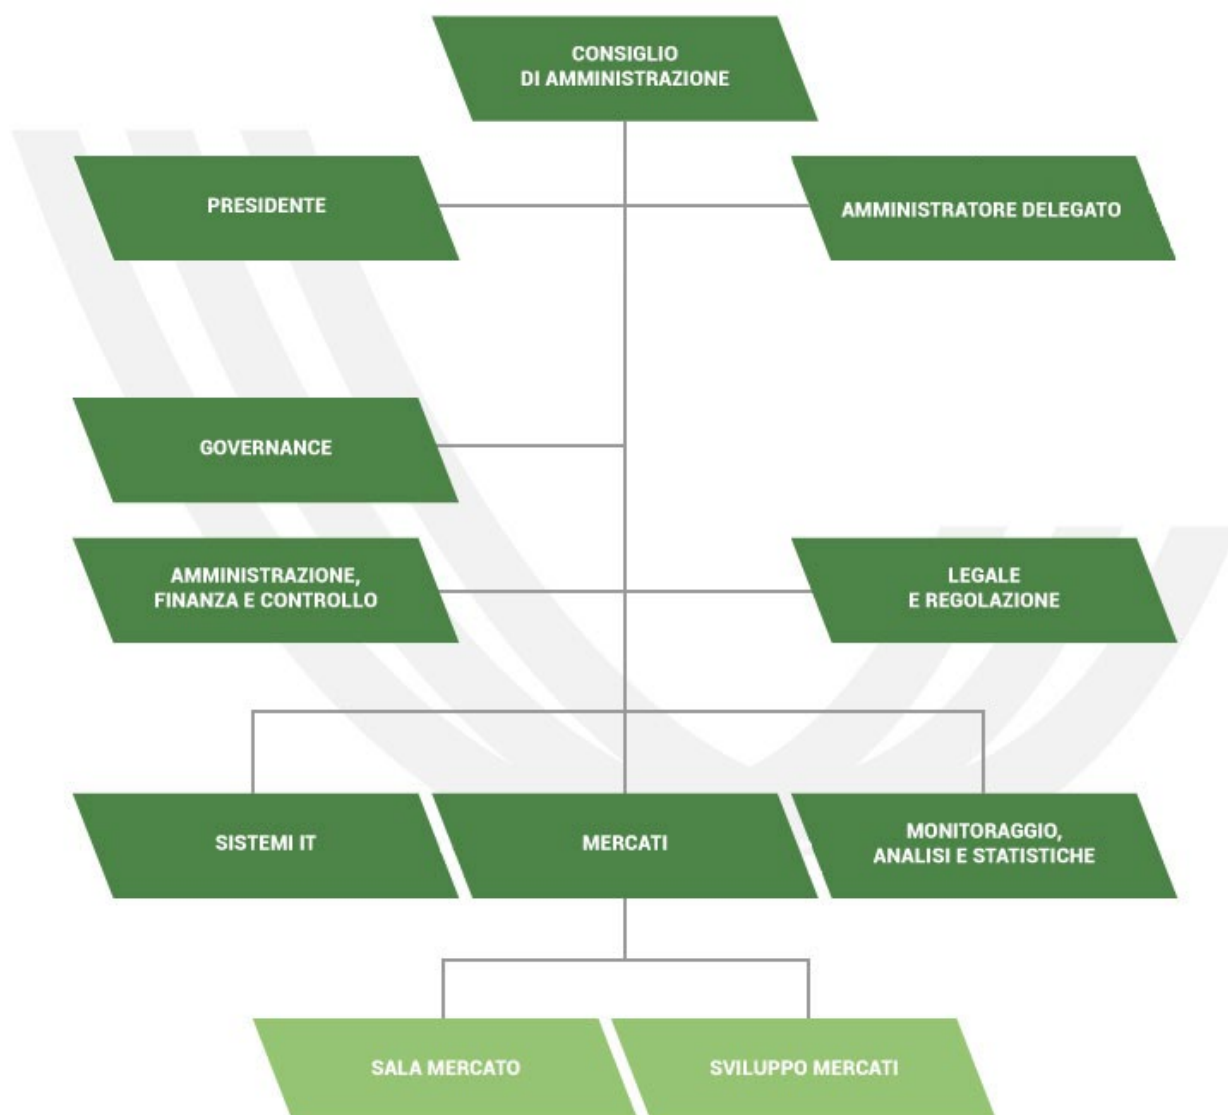 CONSIGLIO
DI AMMINISTRAZIONE
PRESIDENTE
AMMINISTRATORE DELEGATO
GOVERNANCE
AMMINISTRAZIONE,
FINANZA E CONTROLLO
LEGALE
E REGOLAZIONE
SISTEMI IT
MERCATI
MONITORAGGIO,
ANALISI E STATISTICHE
SALA MERCATO
SVILUPPO MERCATI